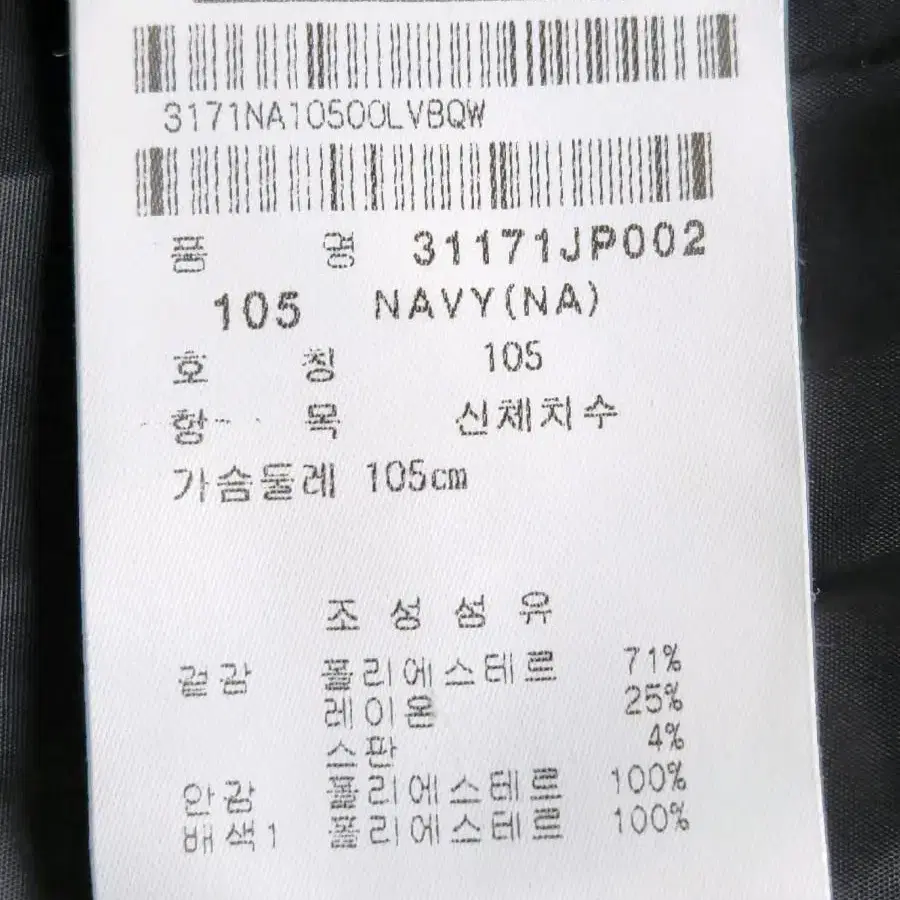 3171NA10500LVBQW
품 명 31171JP002
105 NAVY(NA)
호 칭 105
항 목 신체치수
가슴둘레 105cm
조성섬유
겉감 폴리에스테르 71%
레이온 25%
스판 4%
안감 폴리에스테르 100%
배색1 폴리에스테르 100%